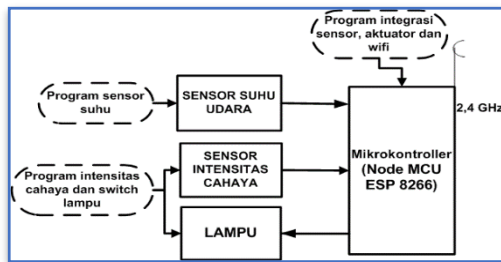 Program integrasi
sensor, aktuator dan
wifi
Program sensor
suhu
SENSOR SUHU
UDARA
2,4 GHz
Mikrokontroller
(Node MCU
ESP 8266)
Program intensitas
cahaya dan switch
lampu
SENSOR
INTENSITAS
CAHAYA
LAMPU